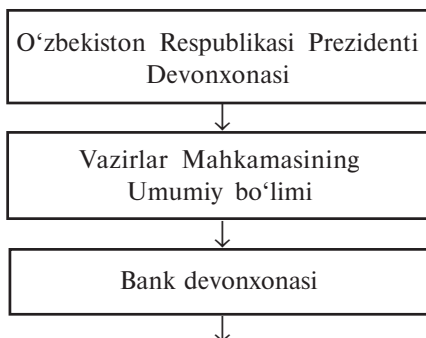 O‘zbekiston Respublikasi Prezidenti
Devonxonasi
Vazirlar Mahkamasining
Umumiy bo‘limi
Bank devonxonasi